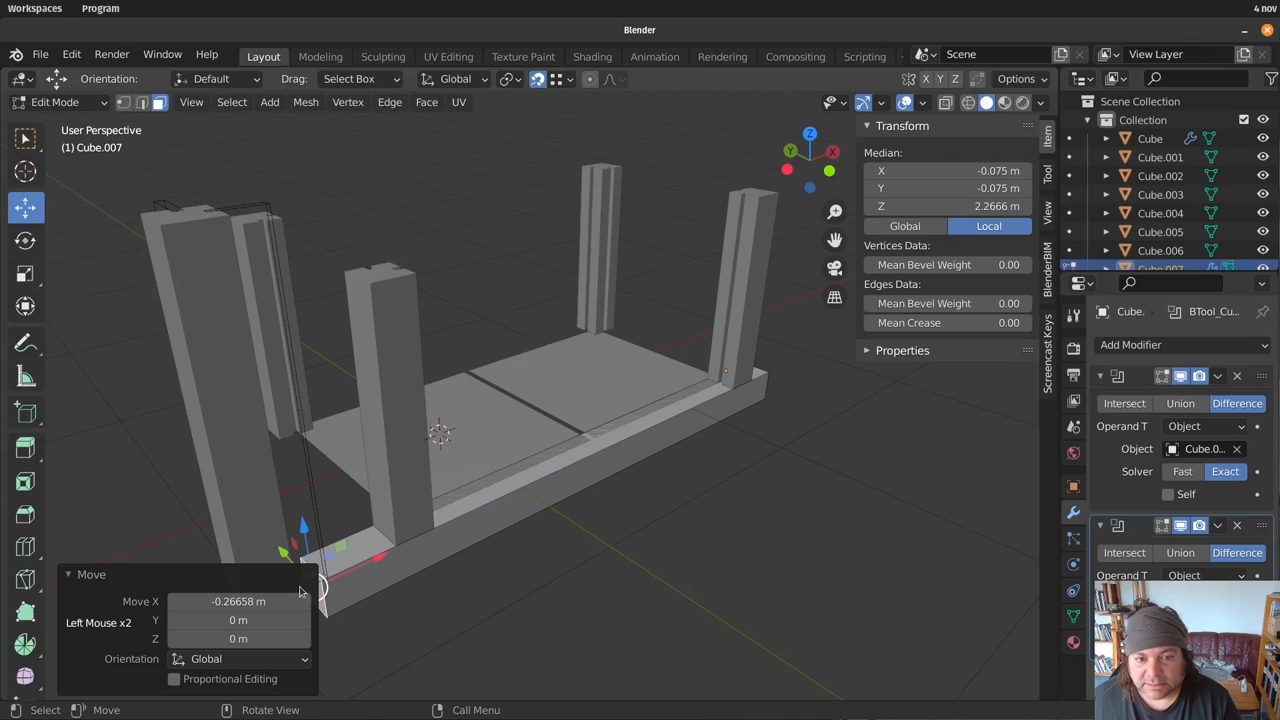 Workspaces Program 4 nov
Blender
File Edit Render Window Help Layout Modeling Sculpting UV Editing Texture Paint Shading Animation Rendering Compositing Scripting Scene View Layer
Orientation: Default Drag: Select Box Global Options
Edit Mode View Select Add Mesh Vertex Edge Face UV X Y Z
User Perspective
(1) Cube.007
Z
Y X
Transform
Median:
X -0.075 m
Y -0.075 m
Z 2.2666 m
Global Local
Vertices Data:
Mean Bevel Weight 0.00
Edges Data:
Mean Bevel Weight 0.00
Mean Crease 0.00
Properties
Item
Tool
View
BlenderBIM
Screencast Keys
Scene Collection
Collection
Cube
Cube.001
Cube.002
Cube.003
Cube.004
Cube.005
Cube.006
Cube.007
Cube. BTool_Cu...
Add Modifier
Intersect Union Difference
Operand T Object
Object Cube.0...
Solver Fast Exact
Self
Intersect Union Difference
Operand T Object
Move
Move X -0.26658 m
Left Mouse x2
Y 0 m
Z 0 m
Orientation Global
Proportional Editing
Select Move Rotate View Call Menu